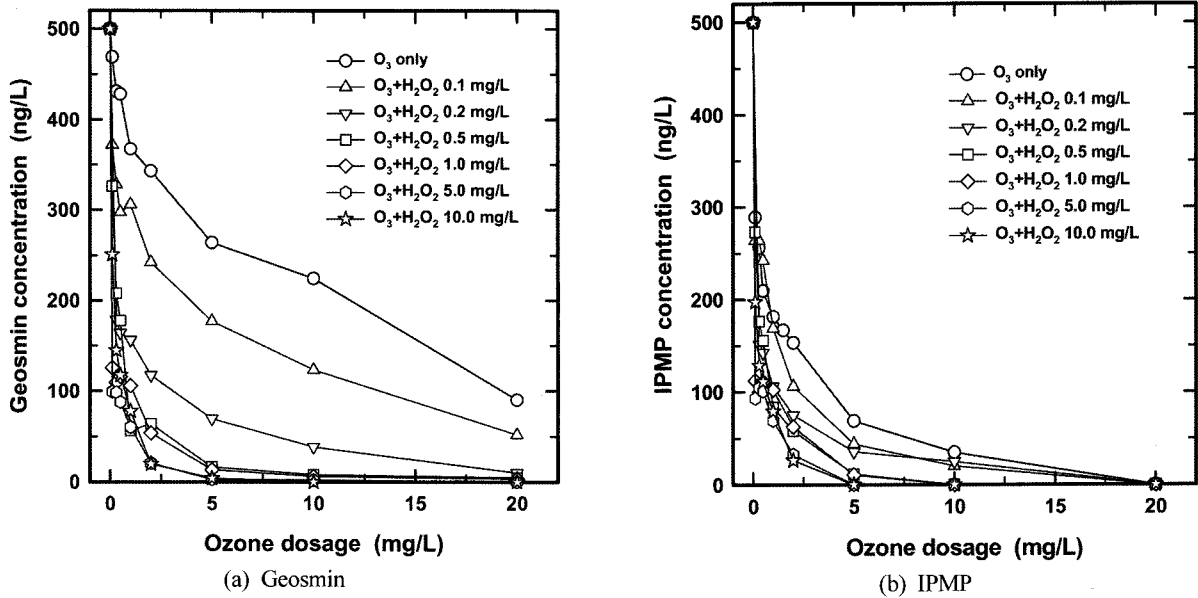 500
400
300
200
100
0
Geosmin concentration (ng/L)
O₃ only
O₃+H₂O₂ 0.1 mg/L
O₃+H₂O₂ 0.2 mg/L
O₃+H₂O₂ 0.5 mg/L
O₃+H₂O₂ 1.0 mg/L
O₃+H₂O₂ 5.0 mg/L
O₃+H₂O₂ 10.0 mg/L
0 5 10 15 20
Ozone dosage (mg/L)
(a) Geosmin
500
400
300
200
100
0
IPMP concentration (ng/L)
O₃ only
O₃+H₂O₂ 0.1 mg/L
O₃+H₂O₂ 0.2 mg/L
O₃+H₂O₂ 0.5 mg/L
O₃+H₂O₂ 1.0 mg/L
O₃+H₂O₂ 5.0 mg/L
O₃+H₂O₂ 10.0 mg/L
0 5 10 15 20
Ozone dosage (mg/L)
(b) IPMP